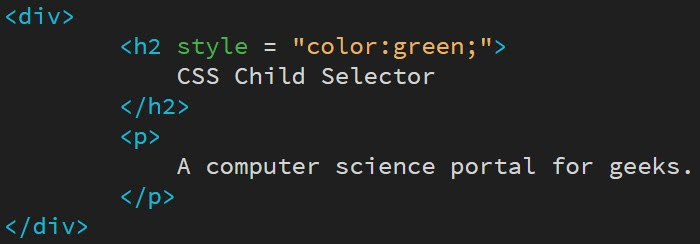 <div>
<h2 style = "color:green;">
CSS Child Selector
</h2>
<p>
A computer science portal for geeks.
</p>
</div>